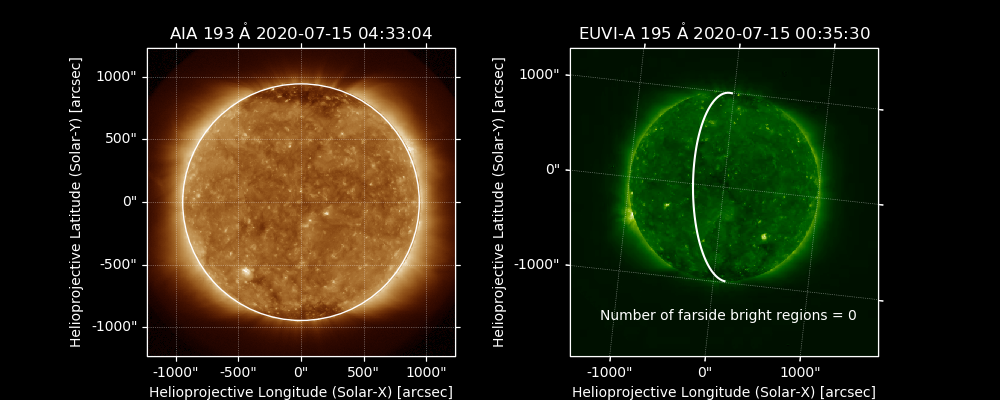 AIA 193 Å 2020-07-15 04:33:04
Helioprojective Latitude (Solar-Y) [arcsec]
1000"
500"
0"
-500"
-1000"
-1000" -500" 0" 500" 1000"
Helioprojective Longitude (Solar-X) [arcsec]
EUVI-A 195 Å 2020-07-15 00:35:30
Helioprojective Latitude (Solar-Y) [arcsec]
1000"
0"
-1000"
Number of farside bright regions = 0
-1000" 0" 1000"
Helioprojective Longitude (Solar-X) [arcsec]